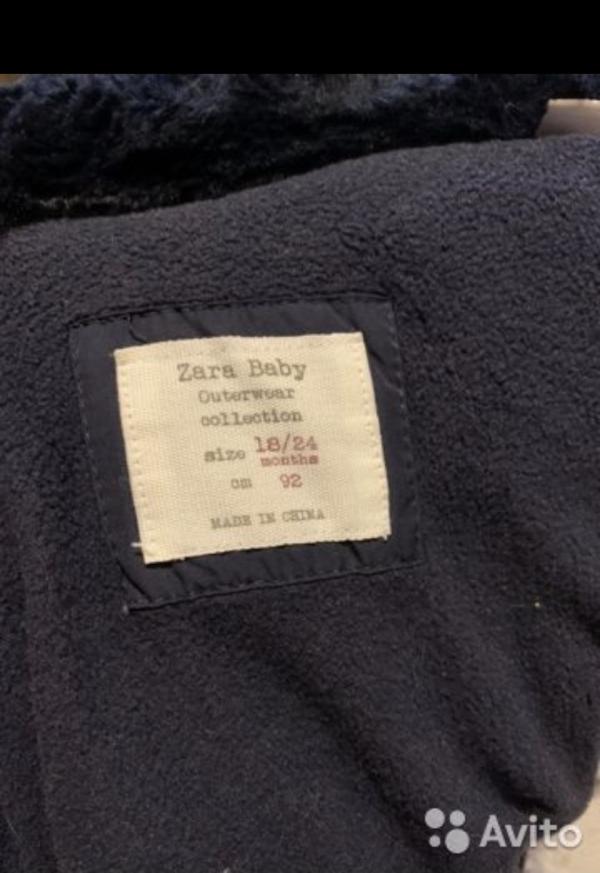 Zara Baby
Outerwear
collection
size 18/24
months
cm 92
MADE IN CHINA
Avito